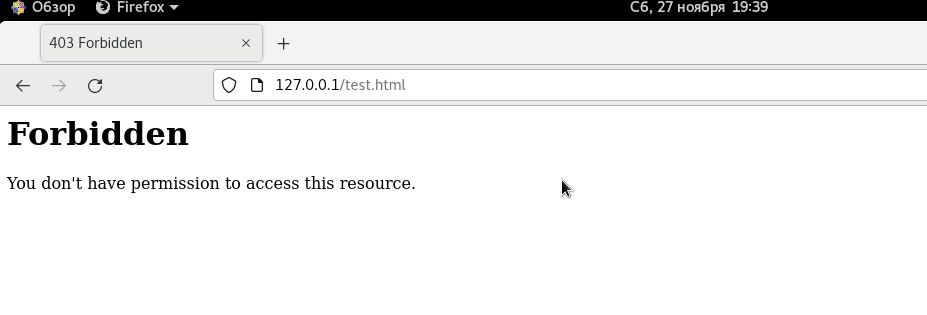 Обзор Firefox Сб, 27 ноября 19:39
403 Forbidden
127.0.0.1/test.html
Forbidden
You don't have permission to access this resource.